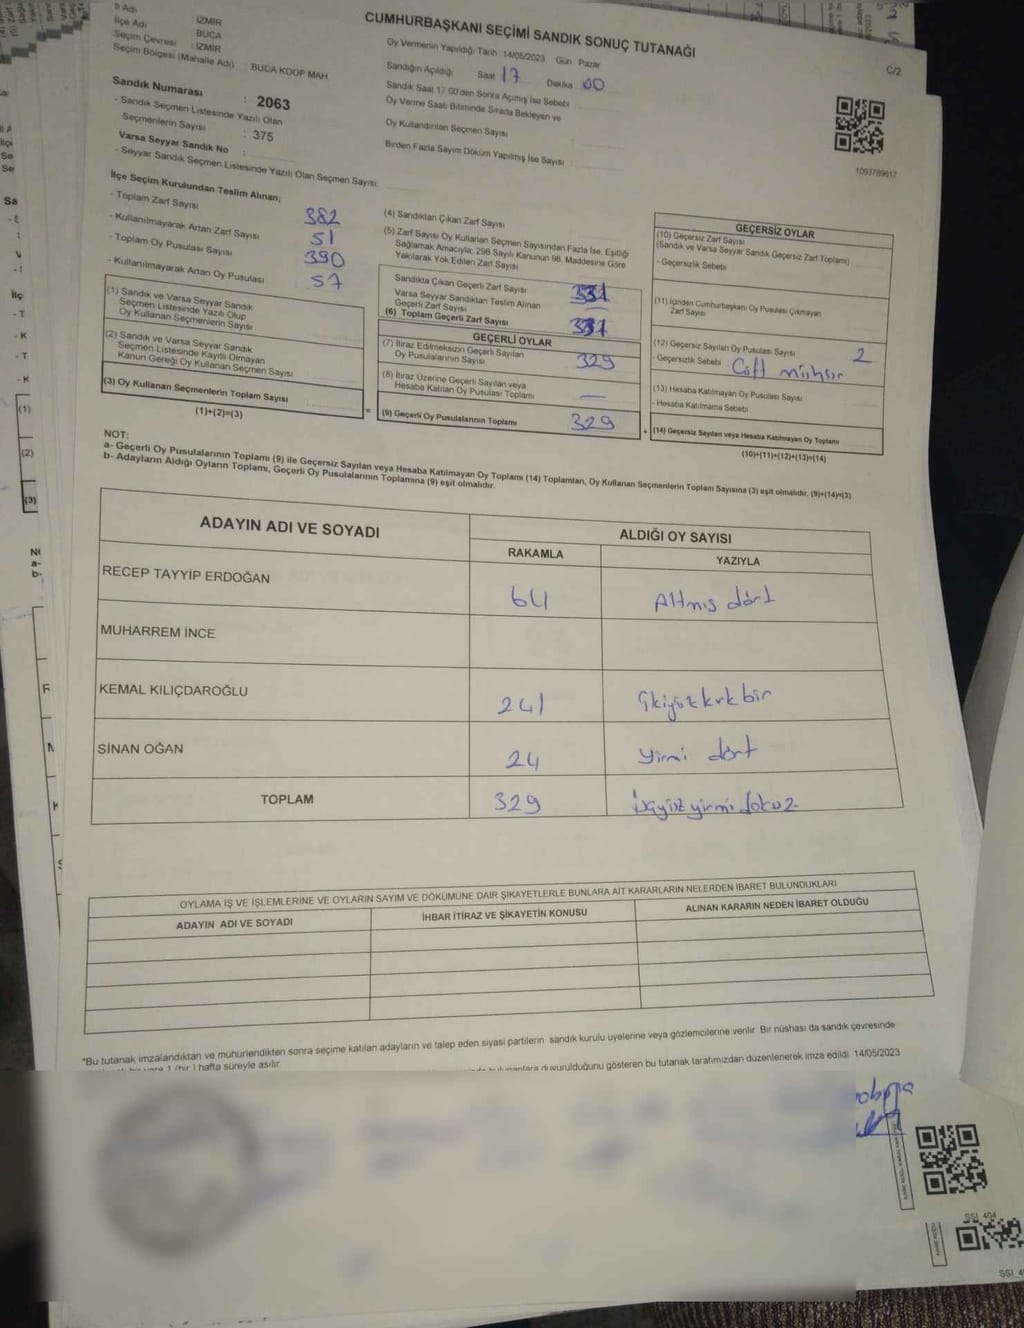 CUMHURBAŞKANI SEÇİMİ SANDIK SONUÇ TUTANAĞI
C/2
İl Adı İZMİR
İlçe Adı BUCA
Seçim Çevresi : İZMİR
Seçim Bölgesi (Mahalle Adı) : BUCA KOOP MAH
Sandık Numarası : 2063
- Sandık Seçmen Listesinde Yazılı Olan
Seçmenlerin Sayısı : 375
Varsa Seyyar Sandık No :
- Seyyar Sandık Seçmen Listesinde Yazılı Olan Seçmen Sayısı:
Oy Vermenin Yapıldığı Tarih 14/05/2023 Gün : Pazar
Sandığın Açıldığı Saat 17 Dakika 00
Sandık Saat 17.00'den Sonra Açılmış İse Sebebi
Oy Verme Saati Bitiminde Sırada Bekleyen ve
Oy Kullandırılan Seçmen Sayısı
Birden Fazla Sayım Döküm Yapılmış İse Sayısı
1093789617
İlçe Seçim Kurulundan Teslim Alınan;
- Toplam Zarf Sayısı 382
- Kullanılmayarak Artan Zarf Sayısı 51
- Toplam Oy Pusulası Sayısı 390
- Kullanılmayarak Artan Oy Pusulası 57
(1) Sandık ve Varsa Seyyar Sandık
Seçmen Listesinde Yazılı Olup
Oy Kullanan Seçmenlerin Sayısı
(2) Sandık ve Varsa Seyyar Sandık
Seçmen Listesinde Kayıtlı Olmayan
Kanun Gereği Oy Kullanan Seçmen Sayısı
(3) Oy Kullanan Seçmenlerin Toplam Sayısı
(1)+(2)=(3)
(4) Sandıktan Çıkan Zarf Sayısı
(5) Zarf Sayısı Oy Kullanan Seçmen Sayısından Fazla İse, Eşitliği
Sağlamak Amacıyla, 298 Sayılı Kanunun 98. Maddesine Göre
Yakılarak Yok Edilen Zarf Sayısı
Sandıkta Çıkan Geçerli Zarf Sayısı 331
Varsa Seyyar Sandıktan Teslim Alınan
Geçerli Zarf Sayısı
(6) Toplam Geçerli Zarf Sayısı 331
GEÇERLİ OYLAR
(7) İtiraz Edilmeksizin Geçerli Sayılan
Oy Pusulalarının Sayısı 329
(8) İtiraz Üzerine Geçerli Sayılan veya
Hesaba Katılan Oy Pusulası Toplamı —
(9) Geçerli Oy Pusulalarının Toplamı 329
GEÇERSİZ OYLAR
(10) Geçersiz Zarf Sayısı
(Sandık ve Varsa Seyyar Sandık Geçersiz Zarf Toplamı)
- Geçersizlik Sebebi
(11) İçinden Cumhurbaşkanı Oy Pusulası Çıkmayan
Zarf Sayısı
(12) Geçersiz Sayılan Oy Pusulası Sayısı 2
- Geçersizlik Sebebi Çift mühür
(13) Hesaba Katılmayan Oy Pusulası Sayısı
- Hesaba Katılmama Sebebi
(14) Geçersiz Sayılan veya Hesaba Katılmayan Oy Toplamı
(10)+(11)+(12)+(13)=(14)
NOT:
a- Geçerli Oy Pusulalarının Toplamı (9) ile Geçersiz Sayılan veya Hesaba Katılmayan Oy Toplamı (14) Toplamları, Oy Kullanan Seçmenlerin Toplam Sayısına (3) eşit olmalıdır. (9)+(14)=(3)
b- Adayların Aldığı Oyların Toplamı, Geçerli Oy Pusulalarının Toplamına (9) eşit olmalıdır.
ADAYIN ADI VE SOYADI ALDIĞI OY SAYISI
RAKAMLA YAZIYLA
RECEP TAYYİP ERDOĞAN 64 Altmış dört
MUHARREM İNCE
KEMAL KILIÇDAROĞLU 241 ikiyüzkırkbir
SİNAN OĞAN 24 yirmi dört
TOPLAM 329 üçyüzyirmidokuz
OYLAMA İŞ VE İŞLEMLERİNE VE OYLARIN SAYIM VE DÖKÜMÜNE DAİR ŞİKAYETLERLE BUNLARA AİT KARARLARIN NELERDEN İBARET BULUNDUKLARI
ADAYIN ADI VE SOYADI İHBAR İTİRAZ VE ŞİKAYETİN KONUSU ALINAN KARARIN NEDEN İBARET OLDUĞU
*Bu tutanak imzalandıktan ve mühürlendikten sonra seçime katılan adayların ve talep eden siyasi partilerin sandık kurulu üyelerine veya gözlemcilerine verilir. Bir nüshası da sandık çevresinde
1 (bir) hafta süreyle asılır.
duyurulduğunu gösteren bu tutanak tarafımızdan düzenlenerek imza edildi. 14/05/2023
SSI_404